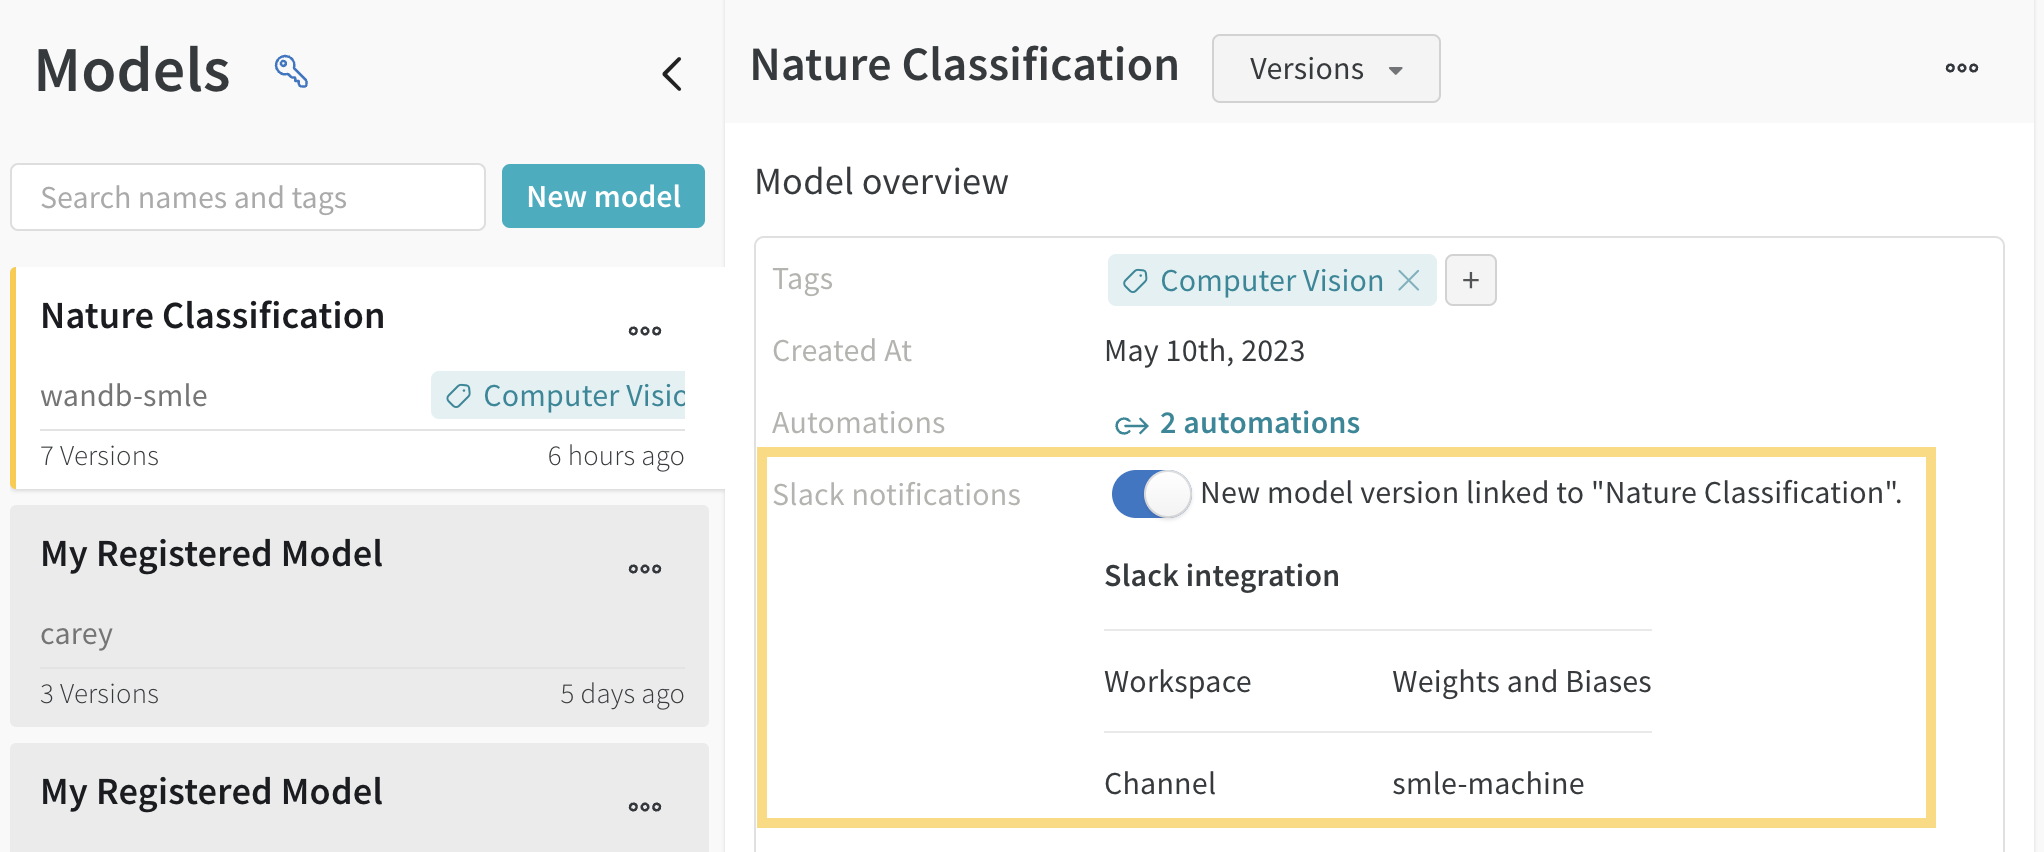 Models
Search names and tags
New model
Nature Classification
wandb-smle
Computer Visio
7 Versions
6 hours ago
My Registered Model
carey
3 Versions
5 days ago
My Registered Model
Nature Classification
Versions
Model overview
Tags
Computer Vision
+
Created At
May 10th, 2023
Automations
2 automations
Slack notifications
New model version linked to "Nature Classification".
Slack integration
Workspace
Weights and Biases
Channel
smle-machine